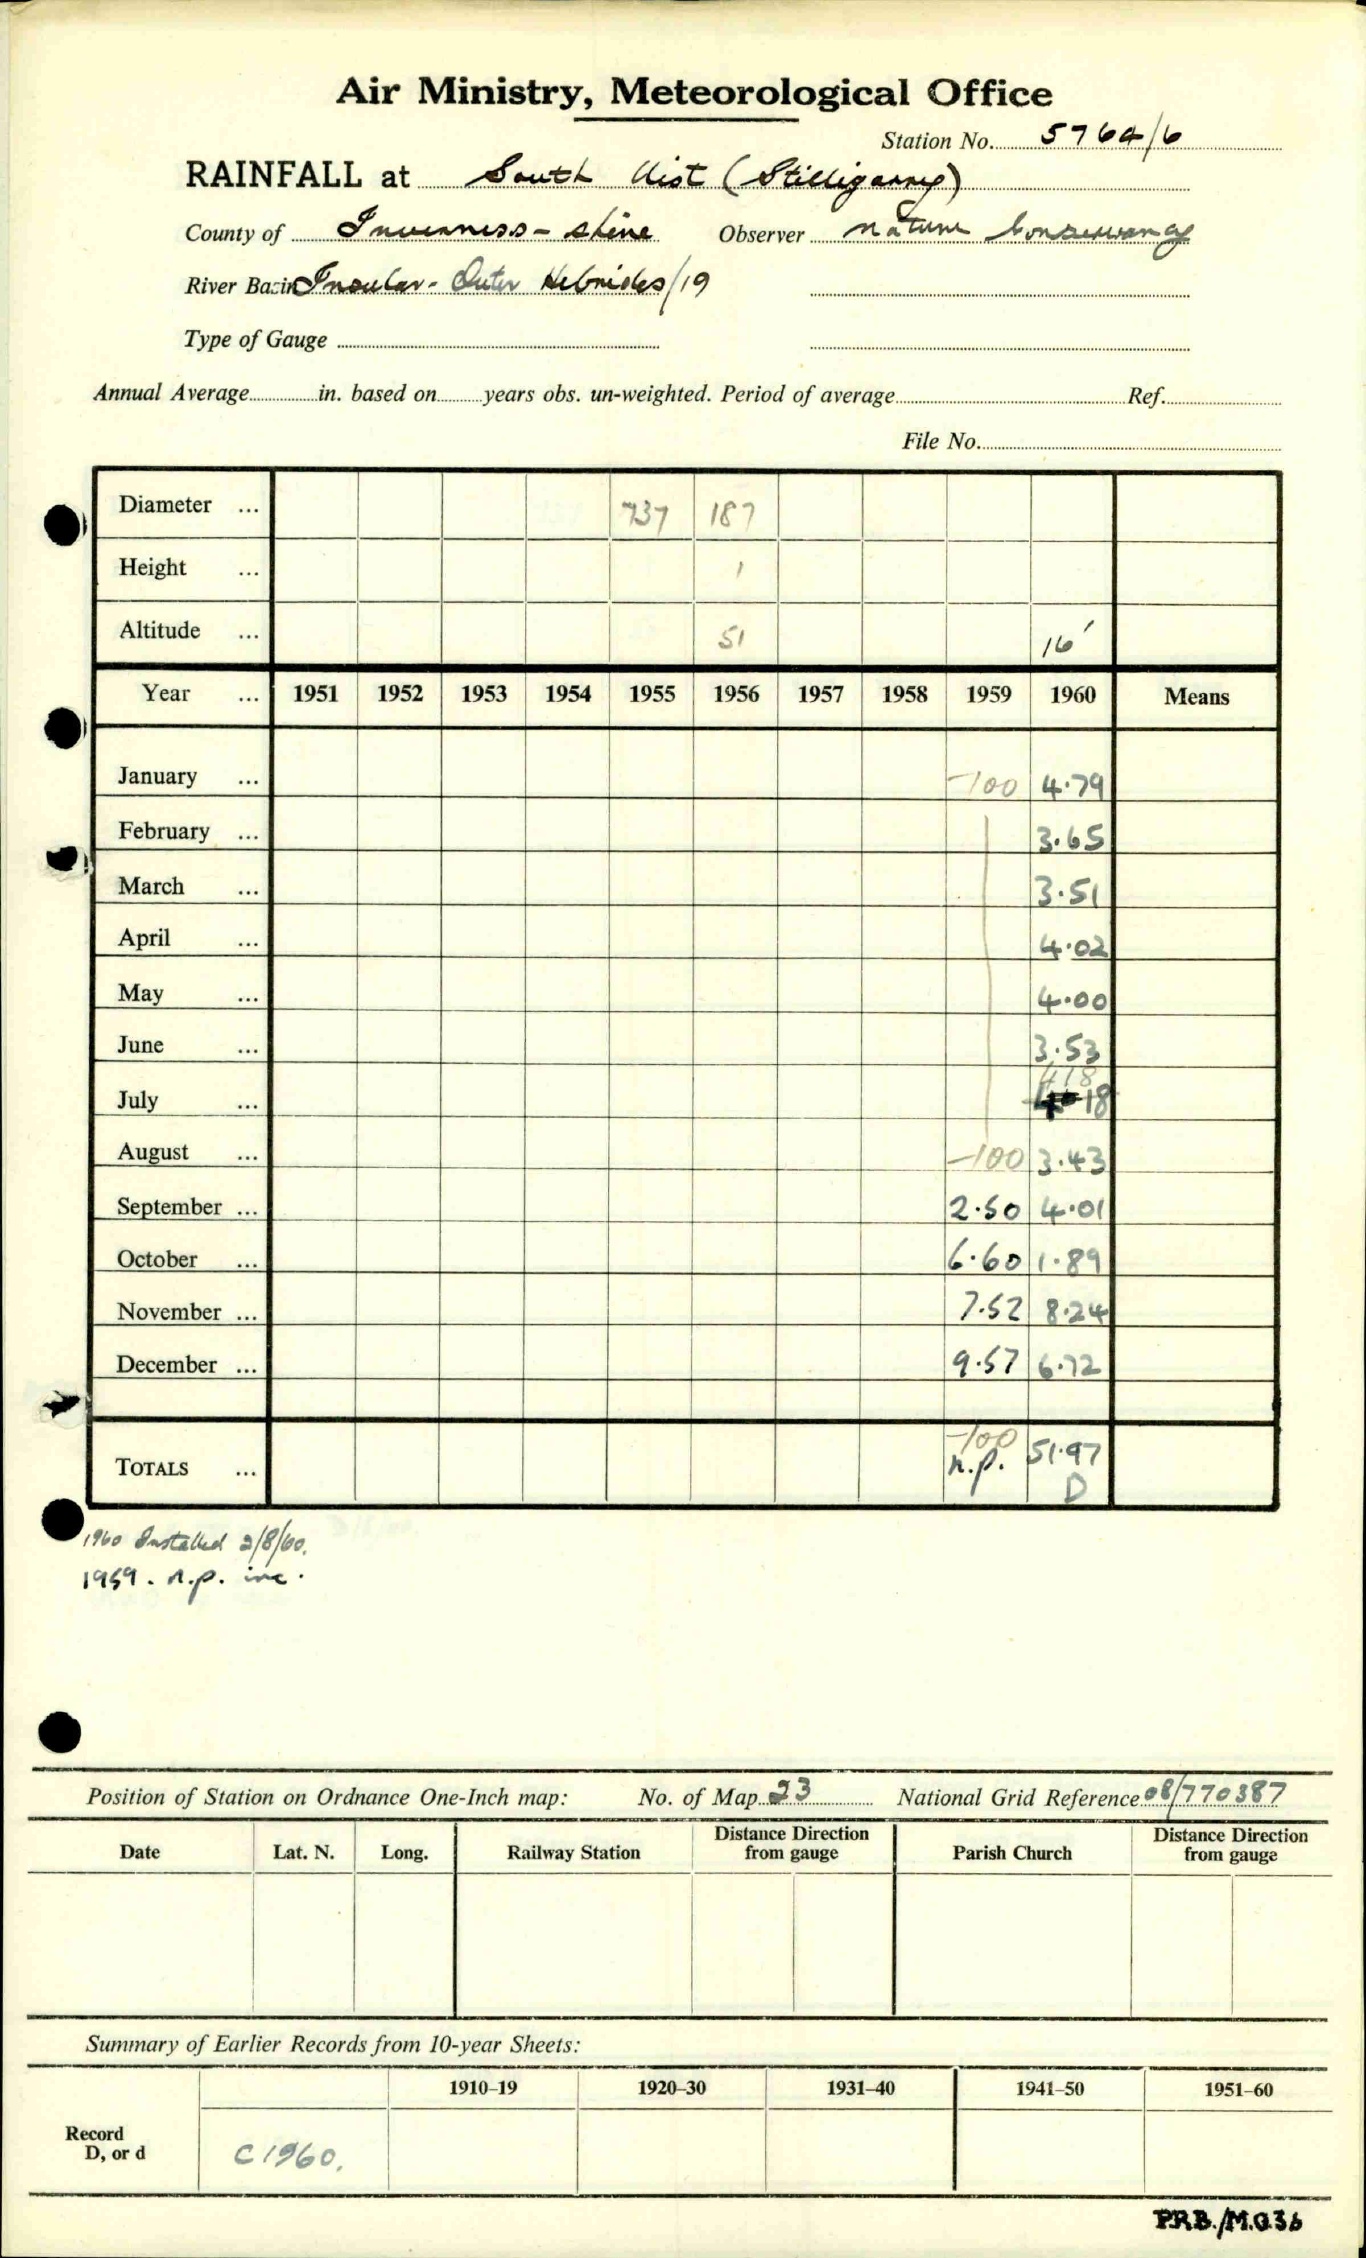 Air Ministry, Meteorological Office
Station No. 5764/6
RAINFALL at South Uist (Stilligarry)
County of Inverness-shire Observer Nature Conservancy
River Basin Insular - Outer Hebrides/19
Type of Gauge
Annual Average in. based on years obs. un-weighted. Period of average Ref.
File No.
Diameter ... 737 187
Height ... 1
Altitude ... 51 16'
Year ... 1951 1952 1953 1954 1955 1956 1957 1958 1959 1960 Means
January ... -100 4.79
February ... 3.65
March ... 3.51
April ... 4.02
May ... 4.00
June ... 3.53
418
July ... 4.18
August ... -100 3.43
September ... 2.50 4.01
October ... 6.60 1.89
November ... 7.52 8.24
December ... 9.57 6.72
-100
TOTALS ... n.p. 51.97
D
1960 Installed 2/8/60.
1959. n.p. inc.
Position of Station on Ordnance One-Inch map: No. of Map 23 National Grid Reference 08/770387
Date Lat. N. Long. Railway Station Distance Direction from gauge Parish Church Distance Direction from gauge
Summary of Earlier Records from 10-year Sheets:
1910–19 1920–30 1931–40 1941–50 1951–60
Record
D, or d C1960.
P.R.B./M.O.36